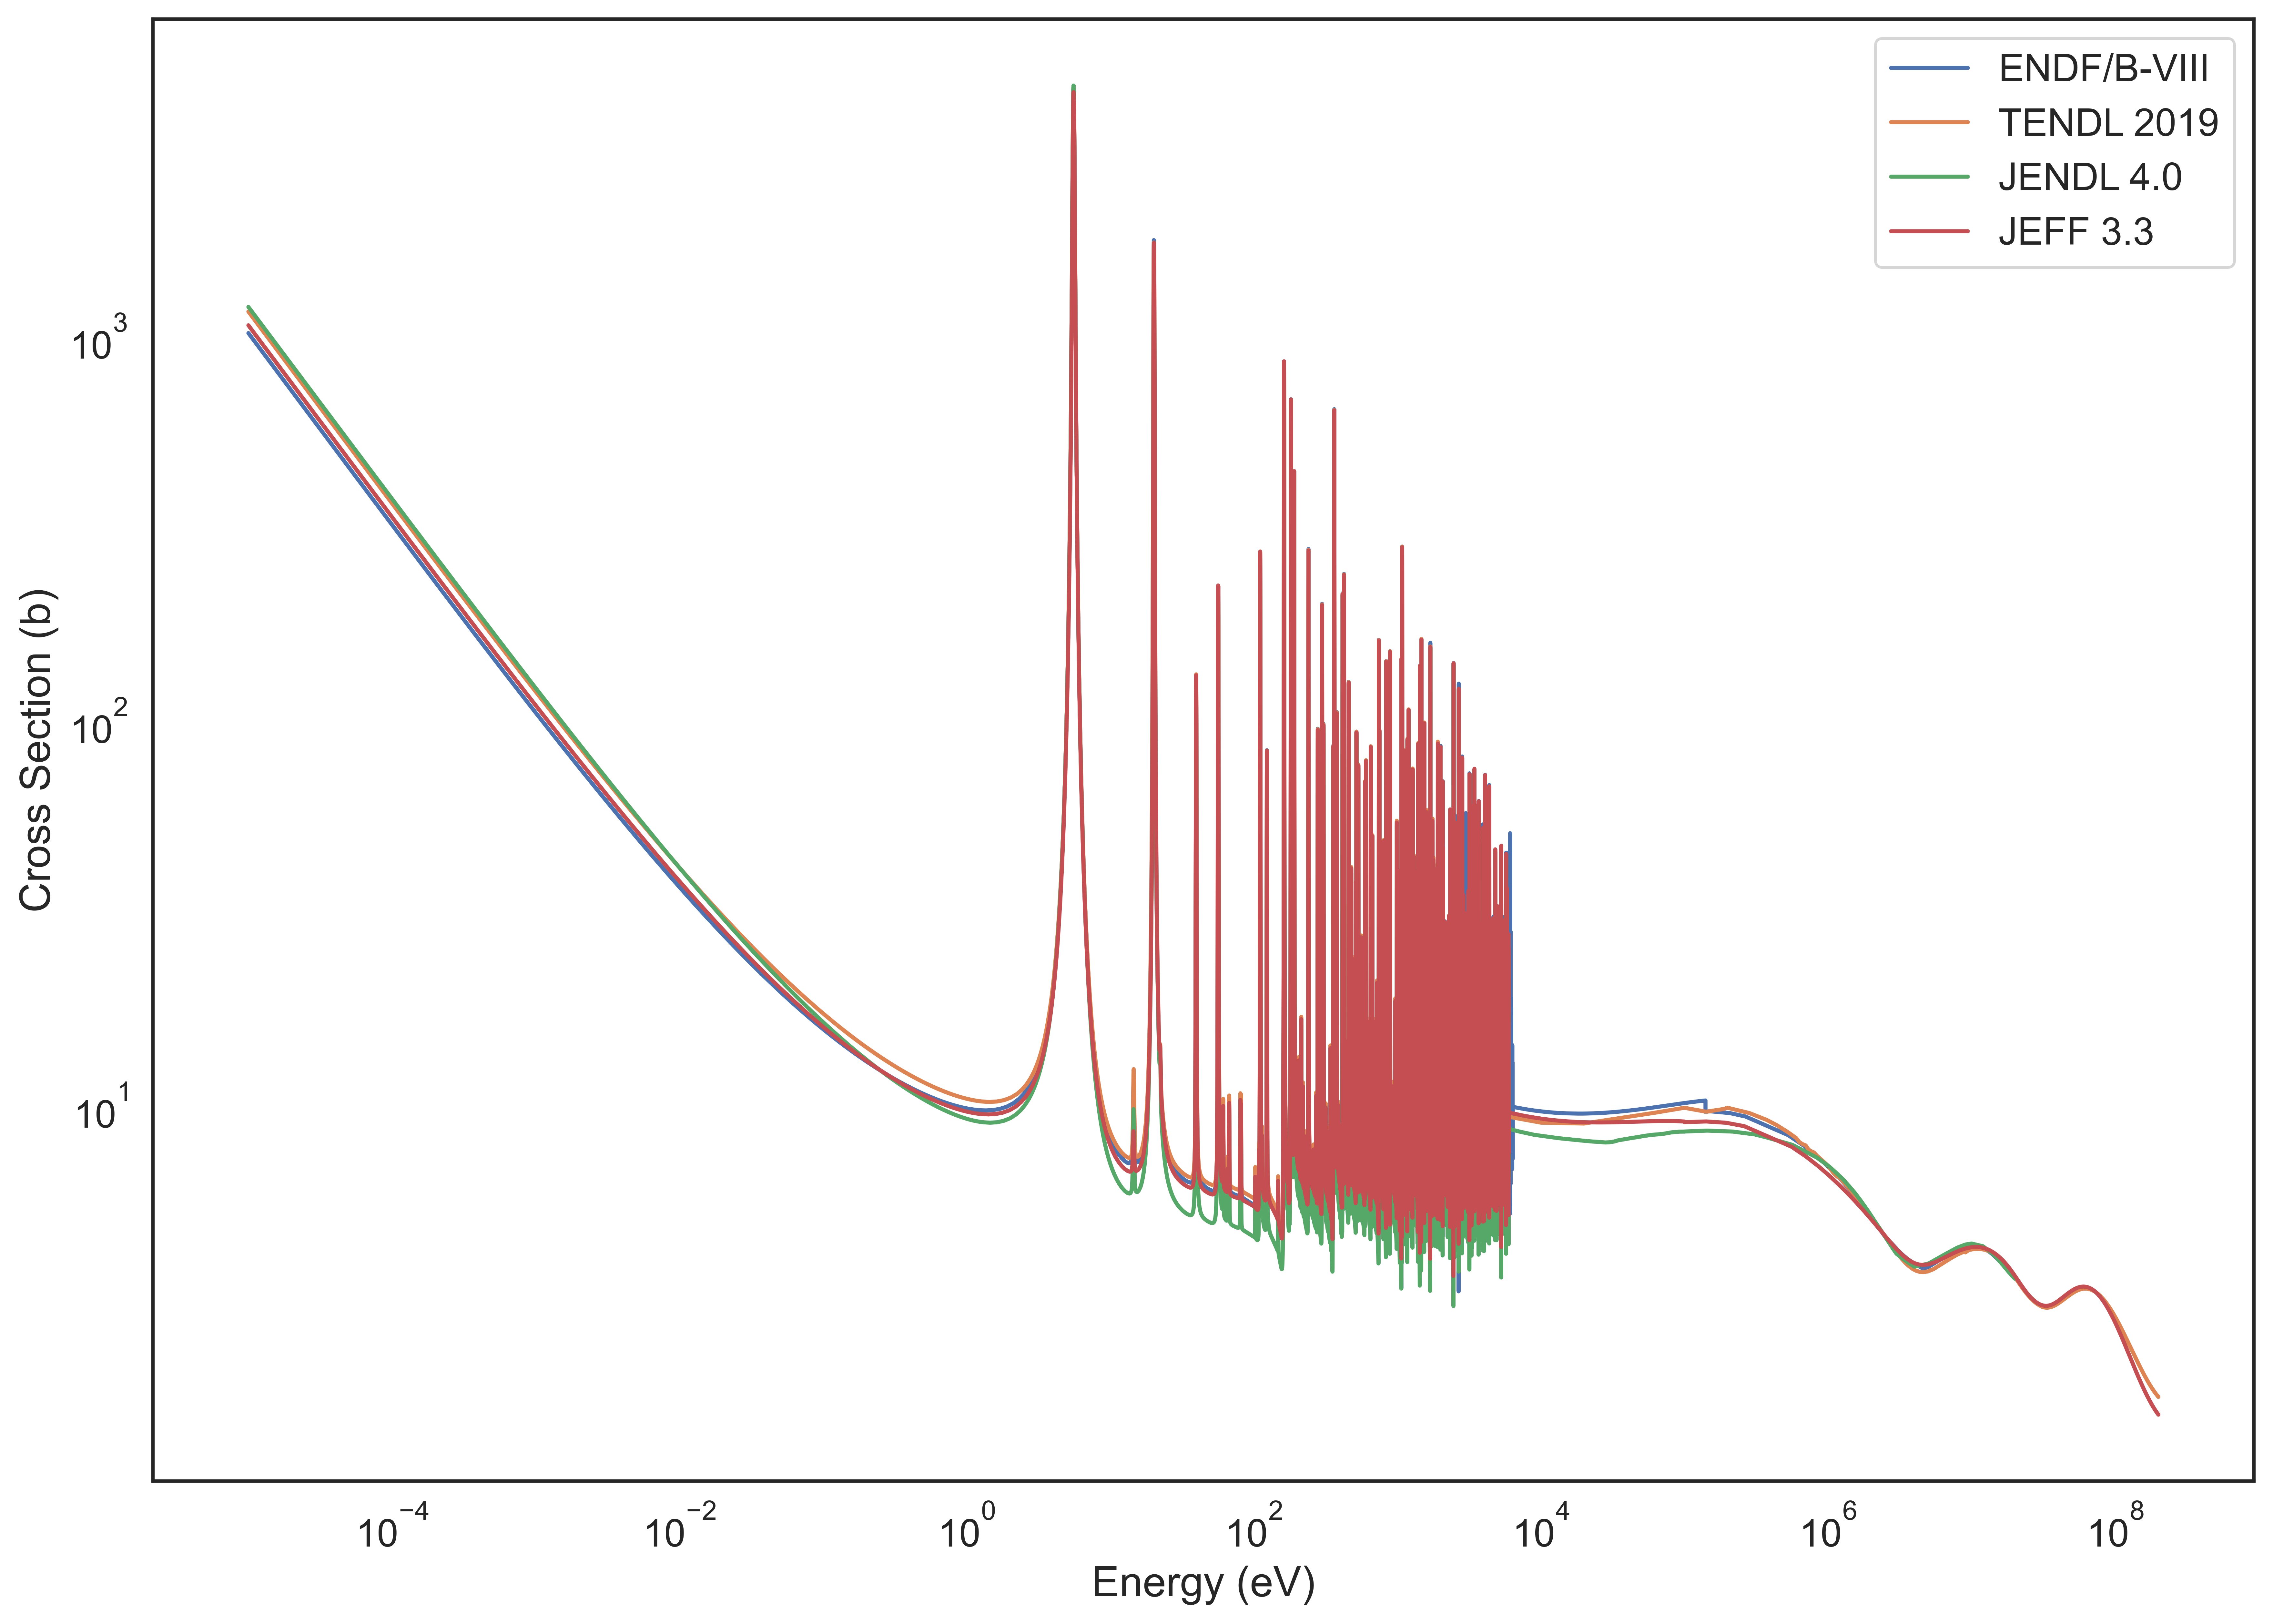 ENDF/B-VIII
TENDL 2019
JENDL 4.0
JEFF 3.3
Cross Section (b)
10³
10²
10¹
10⁻⁴
10⁻²
10⁰
10²
10⁴
10⁶
10⁸
Energy (eV)